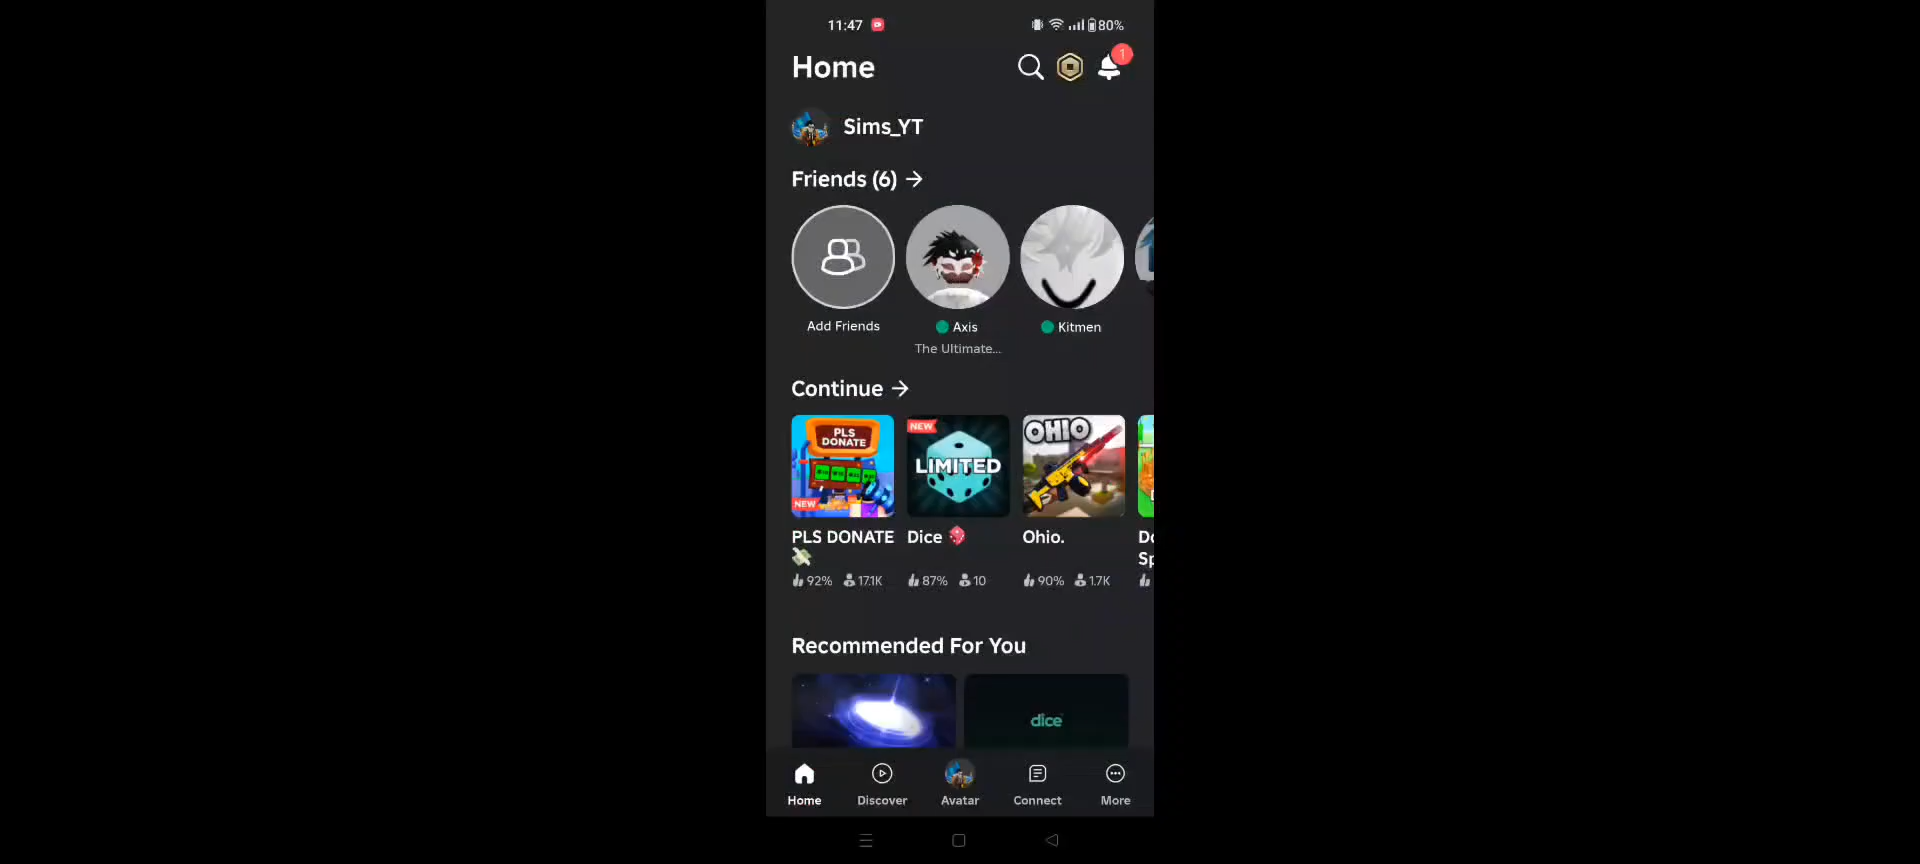 11:47
80%
Home
1
Sims_YT
Friends (6)
Add Friends
Axis
Kitmen
The Ultimate...
Continue
PLS
DONATE
NEW
NEW
LIMITED
OHIO
PLS DONATE
Dice
Ohio.
Do
Sp
92%
17.1K
87%
10
90%
1.7K
Recommended For You
dice
Home
Discover
Avatar
Connect
More